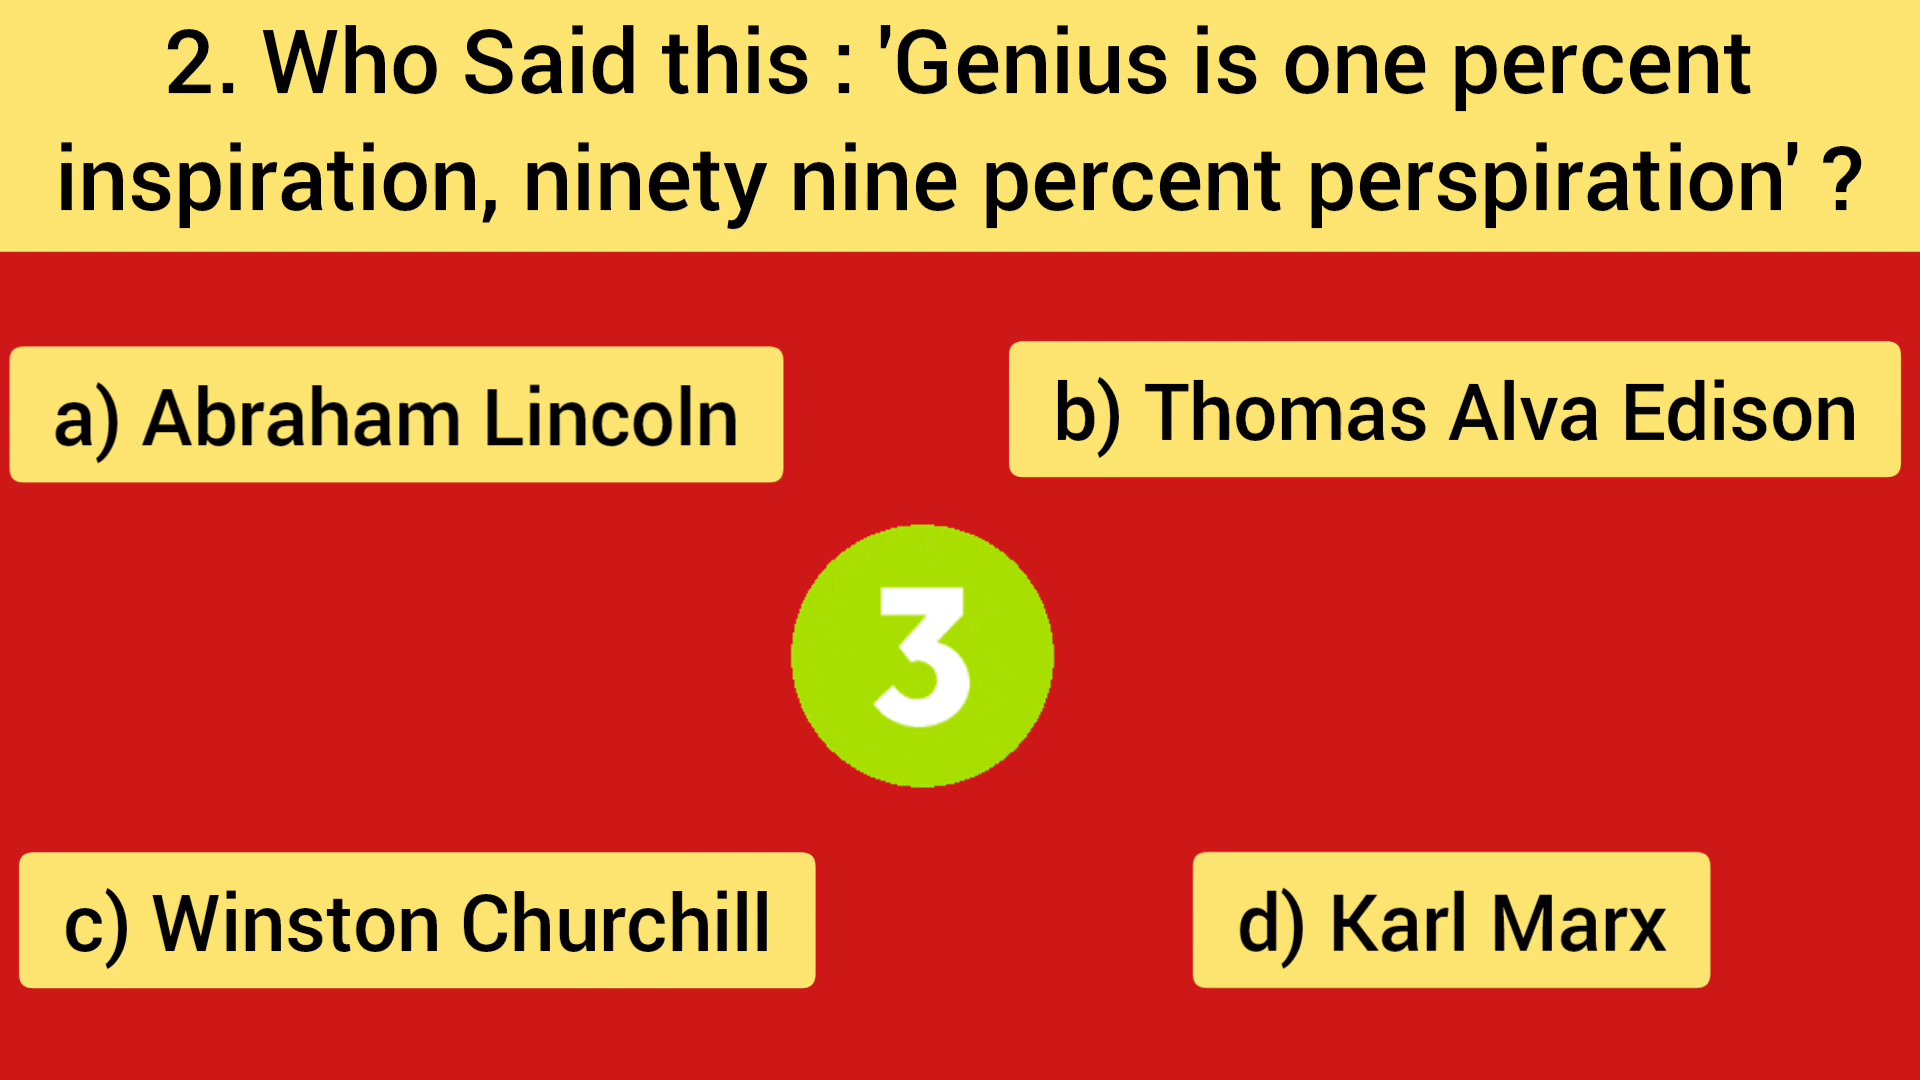 2. Who Said this : 'Genius is one percent
inspiration, ninety nine percent perspiration' ?
a) Abraham Lincoln
b) Thomas Alva Edison
3
c) Winston Churchill
d) Karl Marx